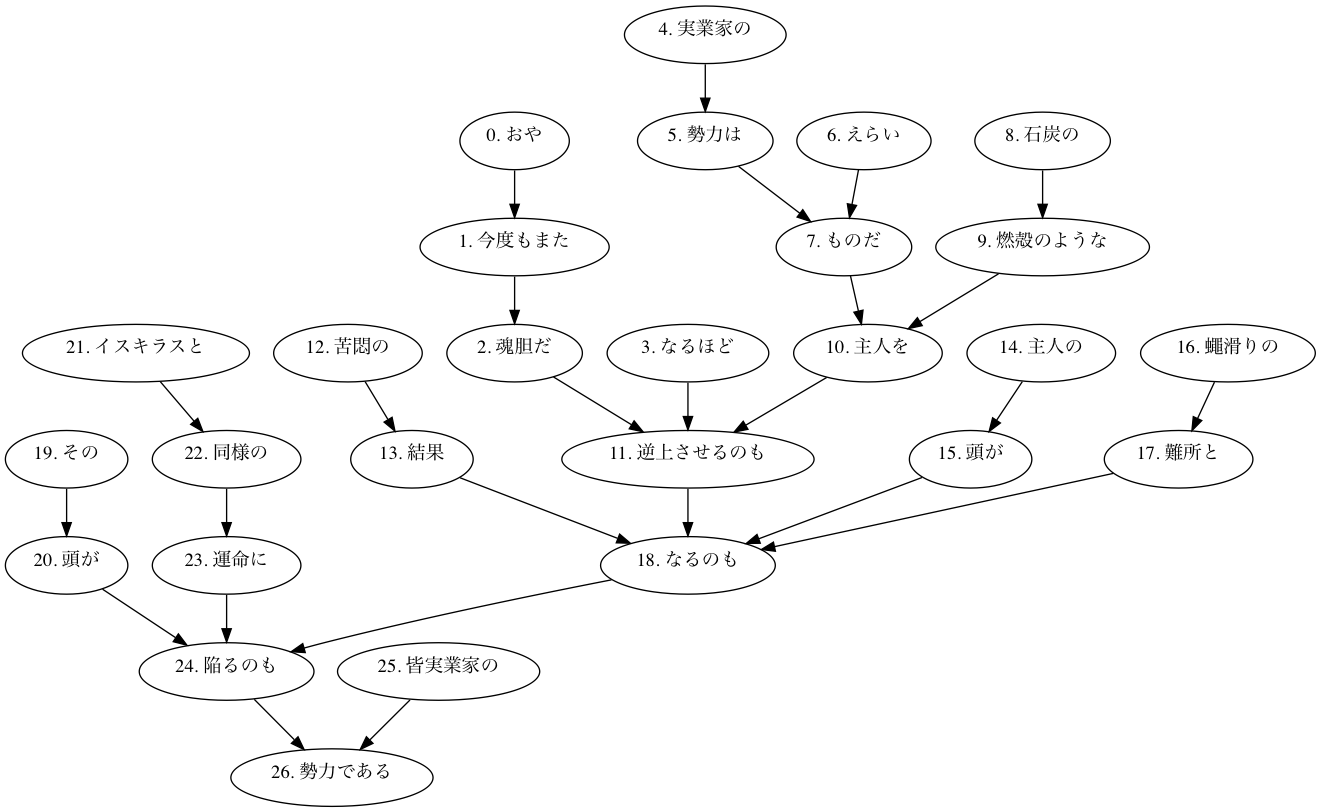 4. 実業家の
0. おや
5. 勢力は
6. えらい
8. 石炭の
1. 今度もまた
7. ものだ
9. 燃殻のような
21. イスキラスと
12. 苦悶の
2. 魂胆だ
3. なるほど
10. 主人を
14. 主人の
16. 蠅滑りの
19. その
22. 同様の
13. 結果
11. 逆上させるのも
15. 頭が
17. 難所と
20. 頭が
23. 運命に
18. なるのも
24. 陥るのも
25. 皆実業家の
26. 勢力である